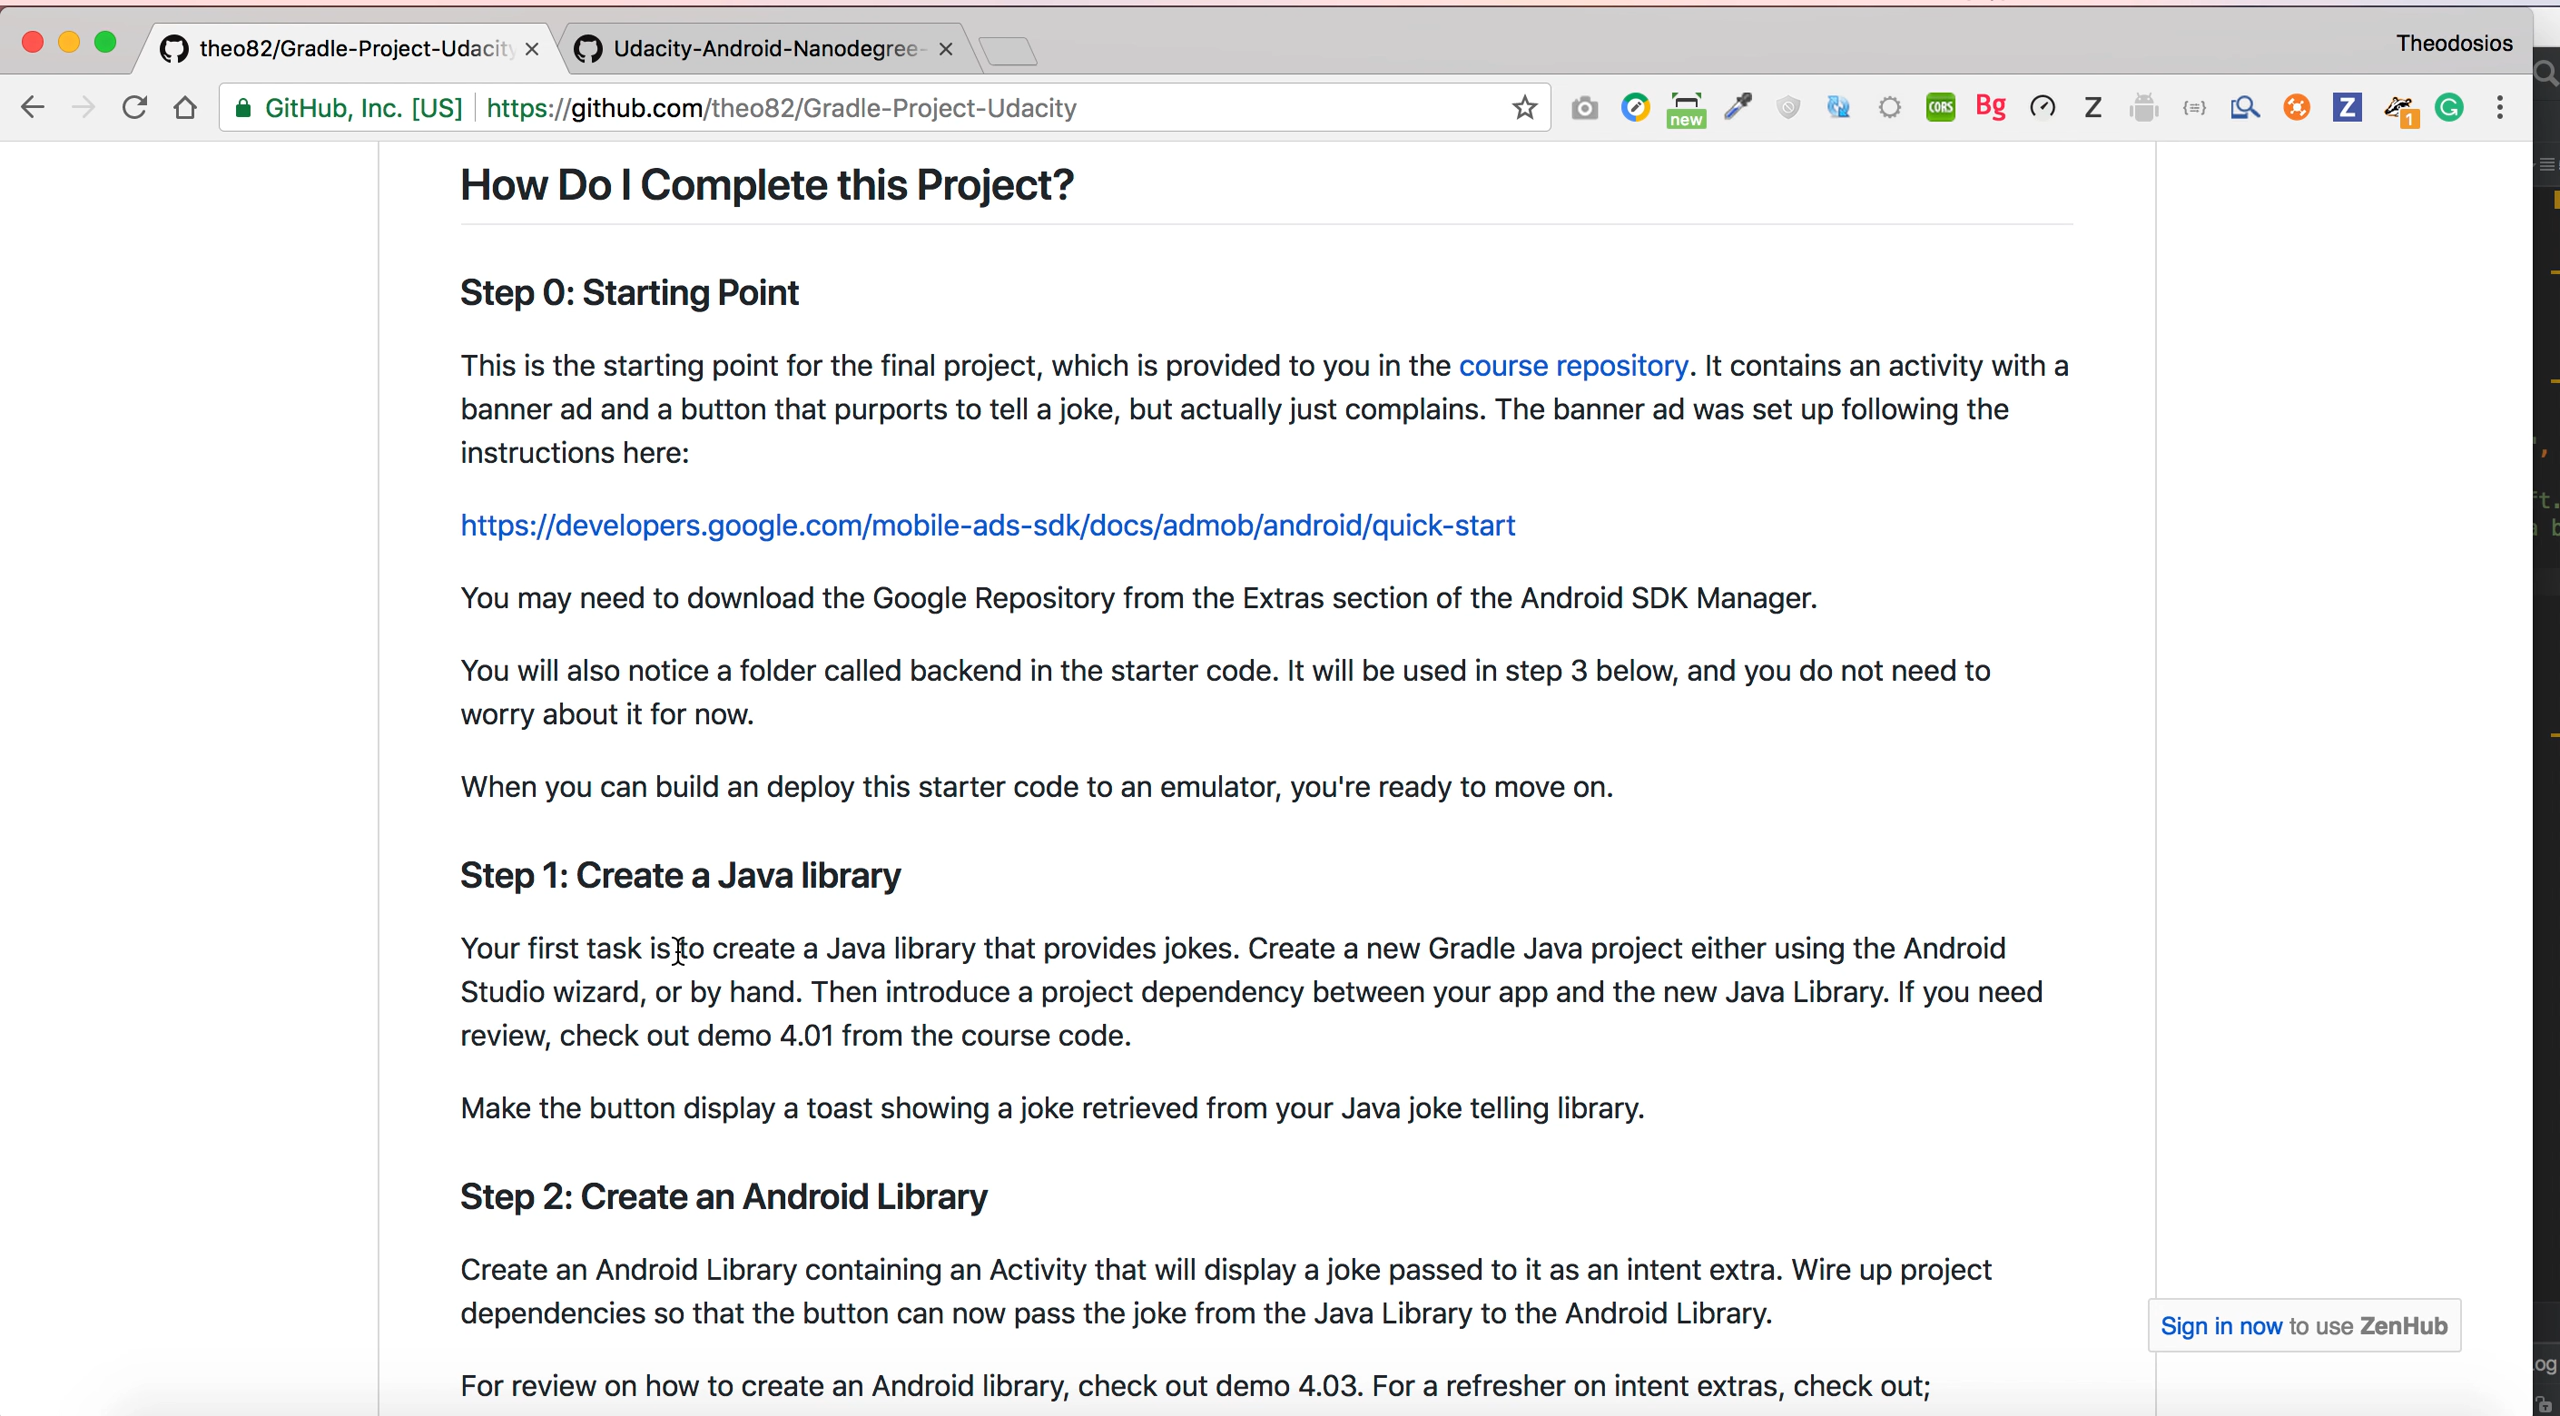 theo82/Gradle-Project-Udacity
Udacity-Android-Nanodegree-
Theodosios
GitHub, Inc. [US] https://github.com/theo82/Gradle-Project-Udacity
new
CORS
Bg
Z
Z
1
How Do I Complete this Project?
Step 0: Starting Point
This is the starting point for the final project, which is provided to you in the course repository. It contains an activity with a
banner ad and a button that purports to tell a joke, but actually just complains. The banner ad was set up following the
instructions here:
https://developers.google.com/mobile-ads-sdk/docs/admob/android/quick-start
You may need to download the Google Repository from the Extras section of the Android SDK Manager.
You will also notice a folder called backend in the starter code. It will be used in step 3 below, and you do not need to
worry about it for now.
When you can build an deploy this starter code to an emulator, you're ready to move on.
Step 1: Create a Java library
Your first task is to create a Java library that provides jokes. Create a new Gradle Java project either using the Android
Studio wizard, or by hand. Then introduce a project dependency between your app and the new Java Library. If you need
review, check out demo 4.01 from the course code.
Make the button display a toast showing a joke retrieved from your Java joke telling library.
Step 2: Create an Android Library
Create an Android Library containing an Activity that will display a joke passed to it as an intent extra. Wire up project
dependencies so that the button can now pass the joke from the Java Library to the Android Library.
Sign in now to use ZenHub
For review on how to create an Android library, check out demo 4.03. For a refresher on intent extras, check out;